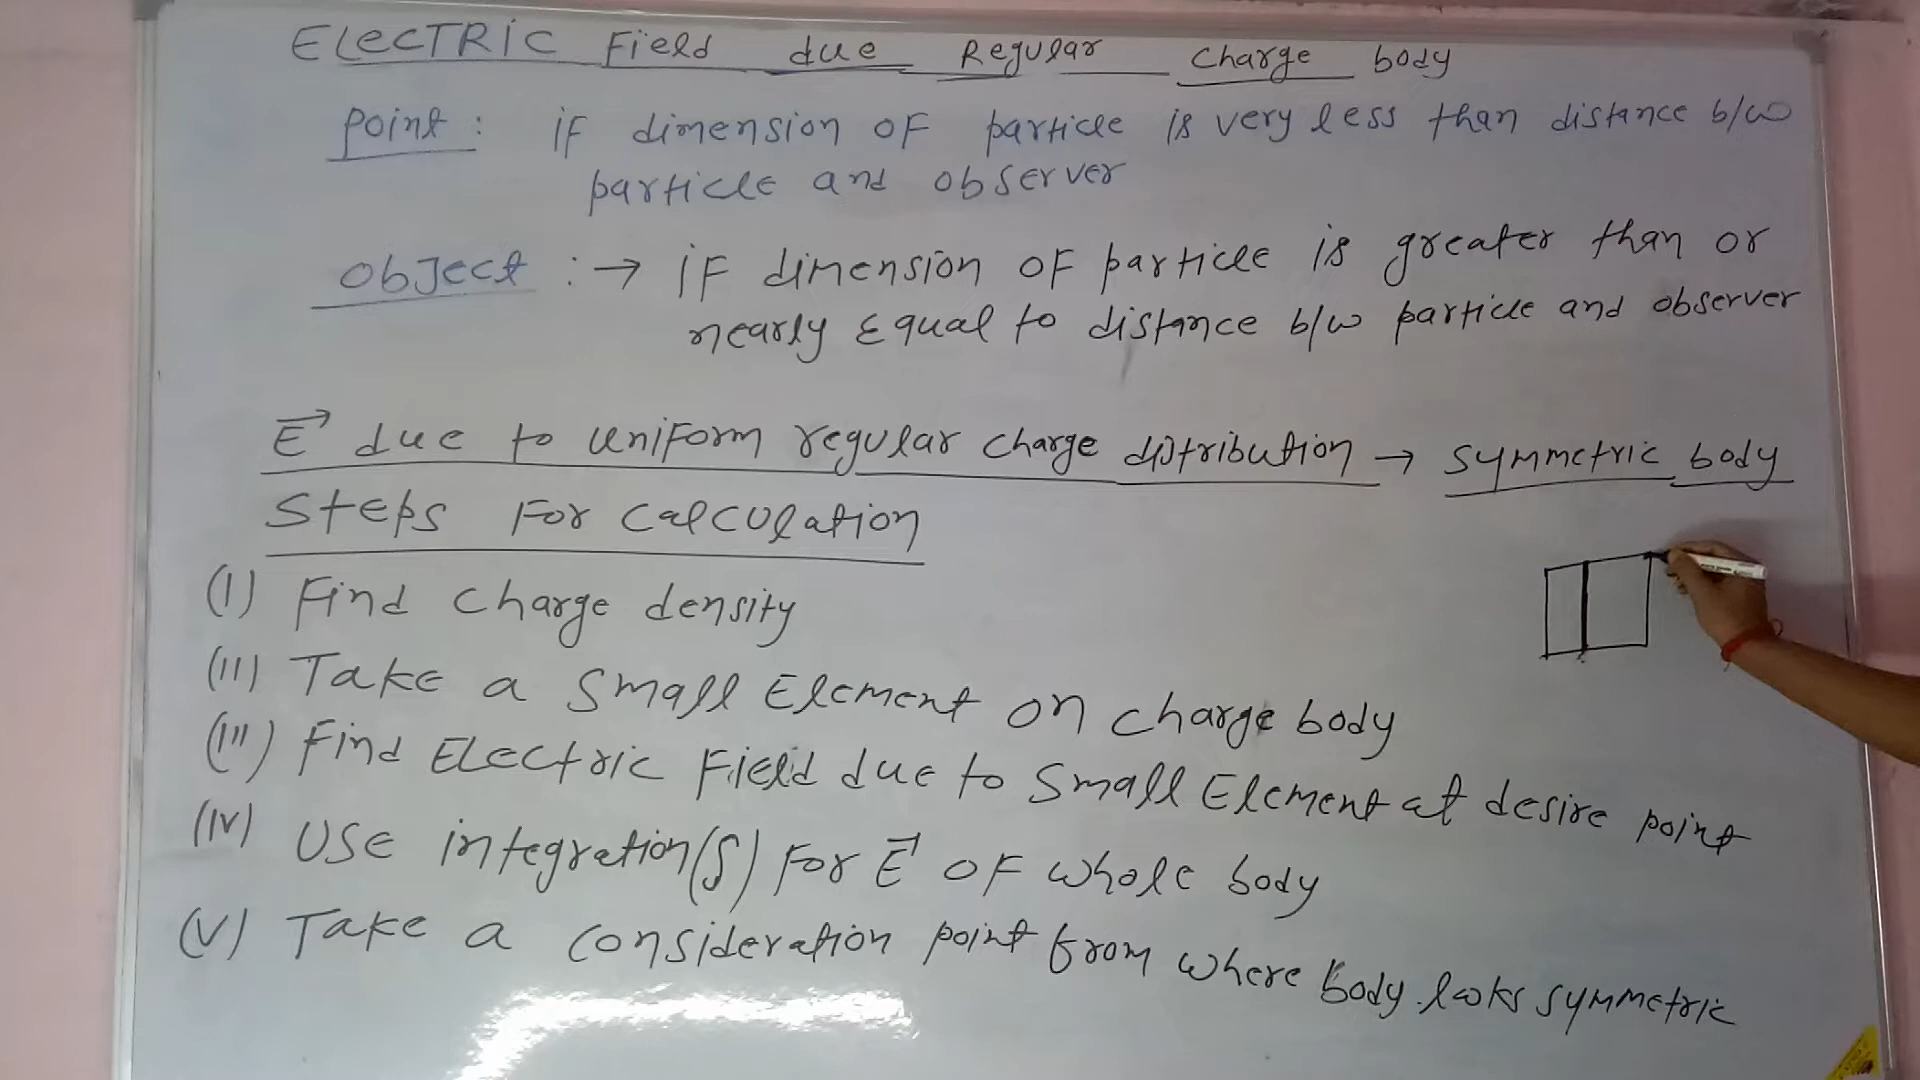 ELECTRIC Field due Regular Charge body
Point : if dimension OF particle is very less than distance b/w
particle and observer
Object :→ IF dimension OF particle is greater than or
nearly Equal to distance b/w particle and observer
E→ due to uniform regular charge distribution → Symmetric body
Steps For Calculation
(I) Find Charge density
(II) Take a Small Element on charge body
(III) Find Electric Field due to Small Element at desire point
(IV) Use integration(∫) For E→ OF whole body
(V) Take a consideration point from where body looks symmetric